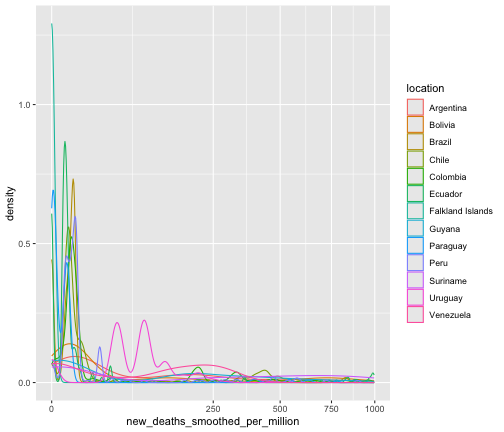 1.0
0.5
0.0
density
0
250
500
750
1000
new_deaths_smoothed_per_million
location
Argentina
Bolivia
Brazil
Chile
Colombia
Ecuador
Falkland Islands
Guyana
Paraguay
Peru
Suriname
Uruguay
Venezuela